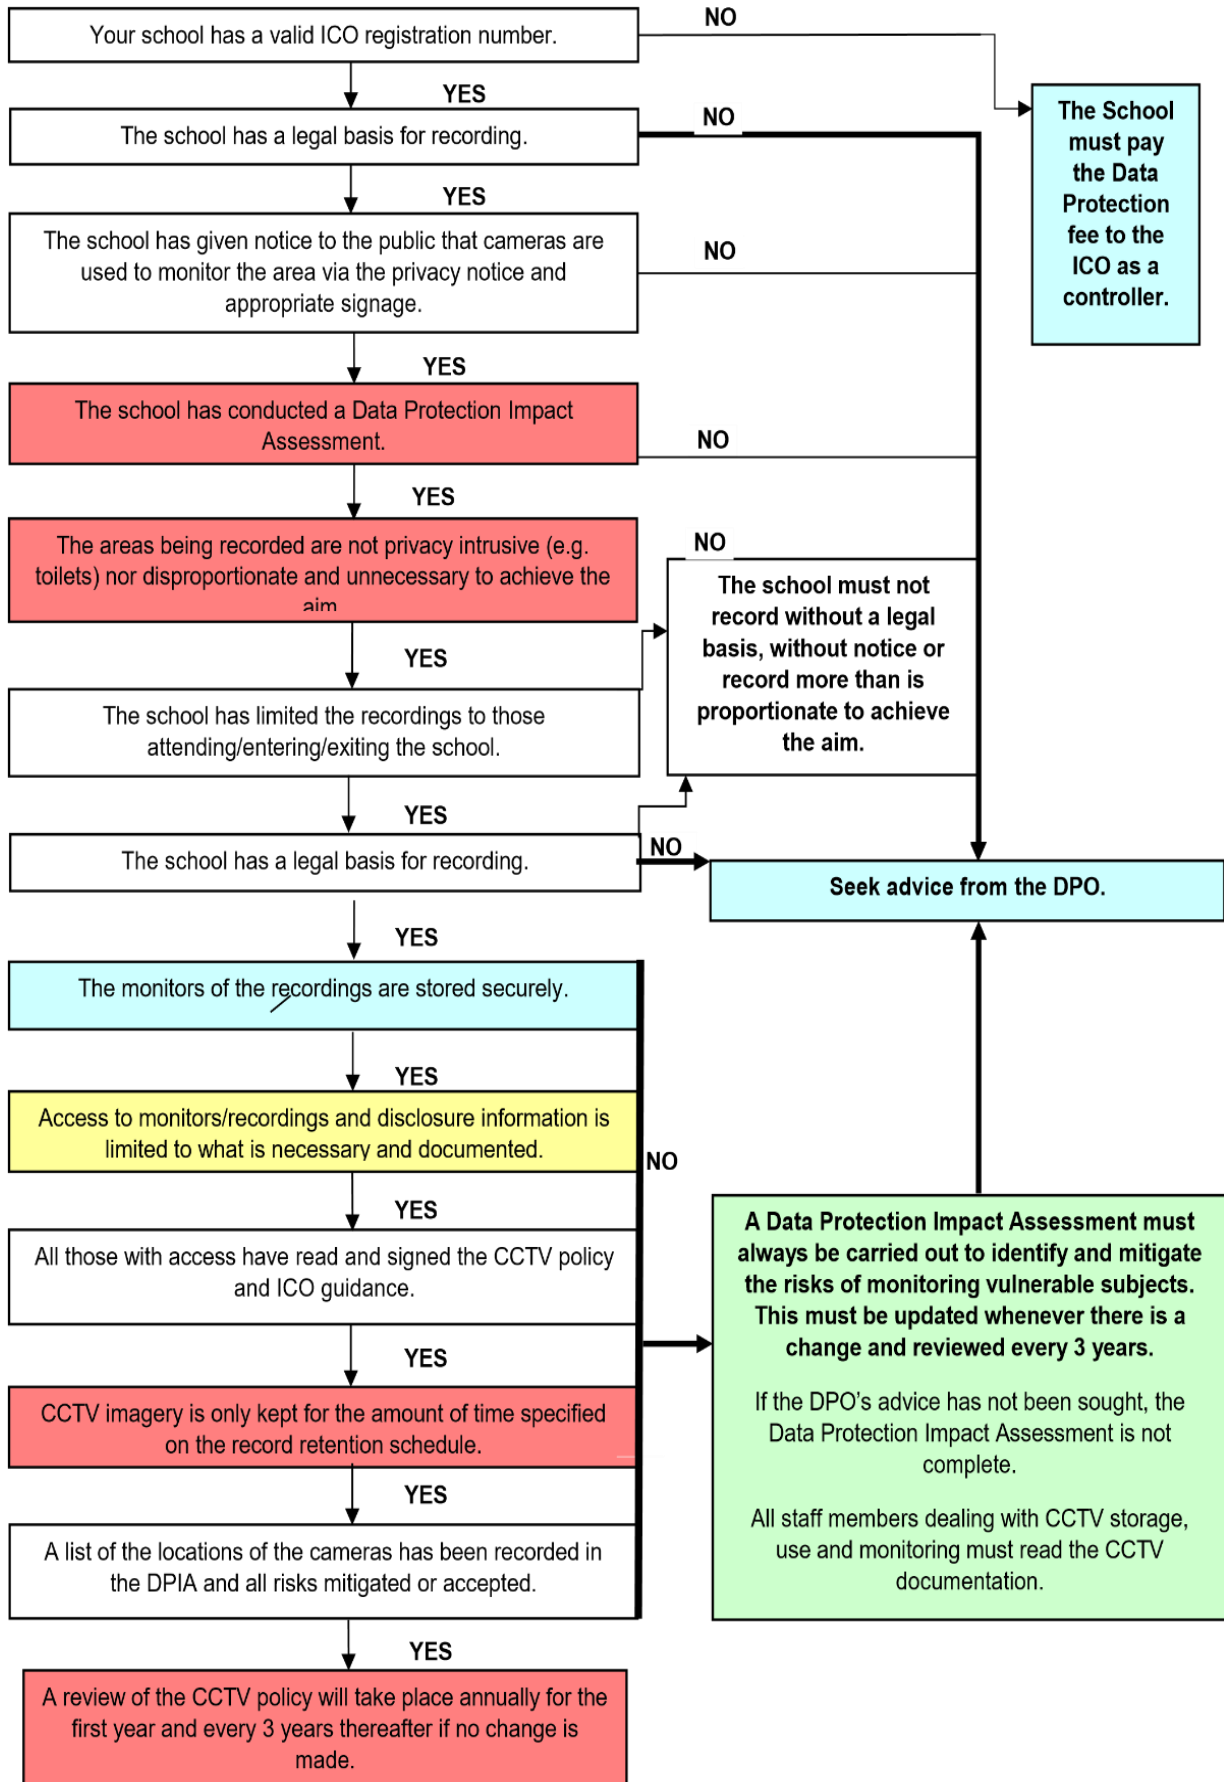 NO
Your school has a valid ICO registration number.
YES
NO
The school has a legal basis for recording.
The School
must pay
the Data
Protection
fee to the
ICO as a
controller.
YES
The school has given notice to the public that cameras are
used to monitor the area via the privacy notice and
appropriate signage.
NO
YES
The school has conducted a Data Protection Impact
Assessment.
NO
YES
The areas being recorded are not privacy intrusive (e.g.
toilets) nor disproportionate and unnecessary to achieve the
aim
NO
The school must not
record without a legal
basis, without notice or
record more than is
proportionate to achieve
the aim.
YES
The school has limited the recordings to those
attending/entering/exiting the school.
YES
The school has a legal basis for recording.
NO
Seek advice from the DPO.
YES
The monitors of the recordings are stored securely.
YES
Access to monitors/recordings and disclosure information is
limited to what is necessary and documented.
NO
YES
All those with access have read and signed the CCTV policy
and ICO guidance.
A Data Protection Impact Assessment must
always be carried out to identify and mitigate
the risks of monitoring vulnerable subjects.
This must be updated whenever there is a
change and reviewed every 3 years.
If the DPO's advice has not been sought, the
Data Protection Impact Assessment is not
complete.
All staff members dealing with CCTV storage,
use and monitoring must read the CCTV
documentation.
YES
CCTV imagery is only kept for the amount of time specified
on the record retention schedule.
YES
A list of the locations of the cameras has been recorded in
the DPIA and all risks mitigated or accepted.
YES
A review of the CCTV policy will take place annually for the
first year and every 3 years thereafter if no change is
made.